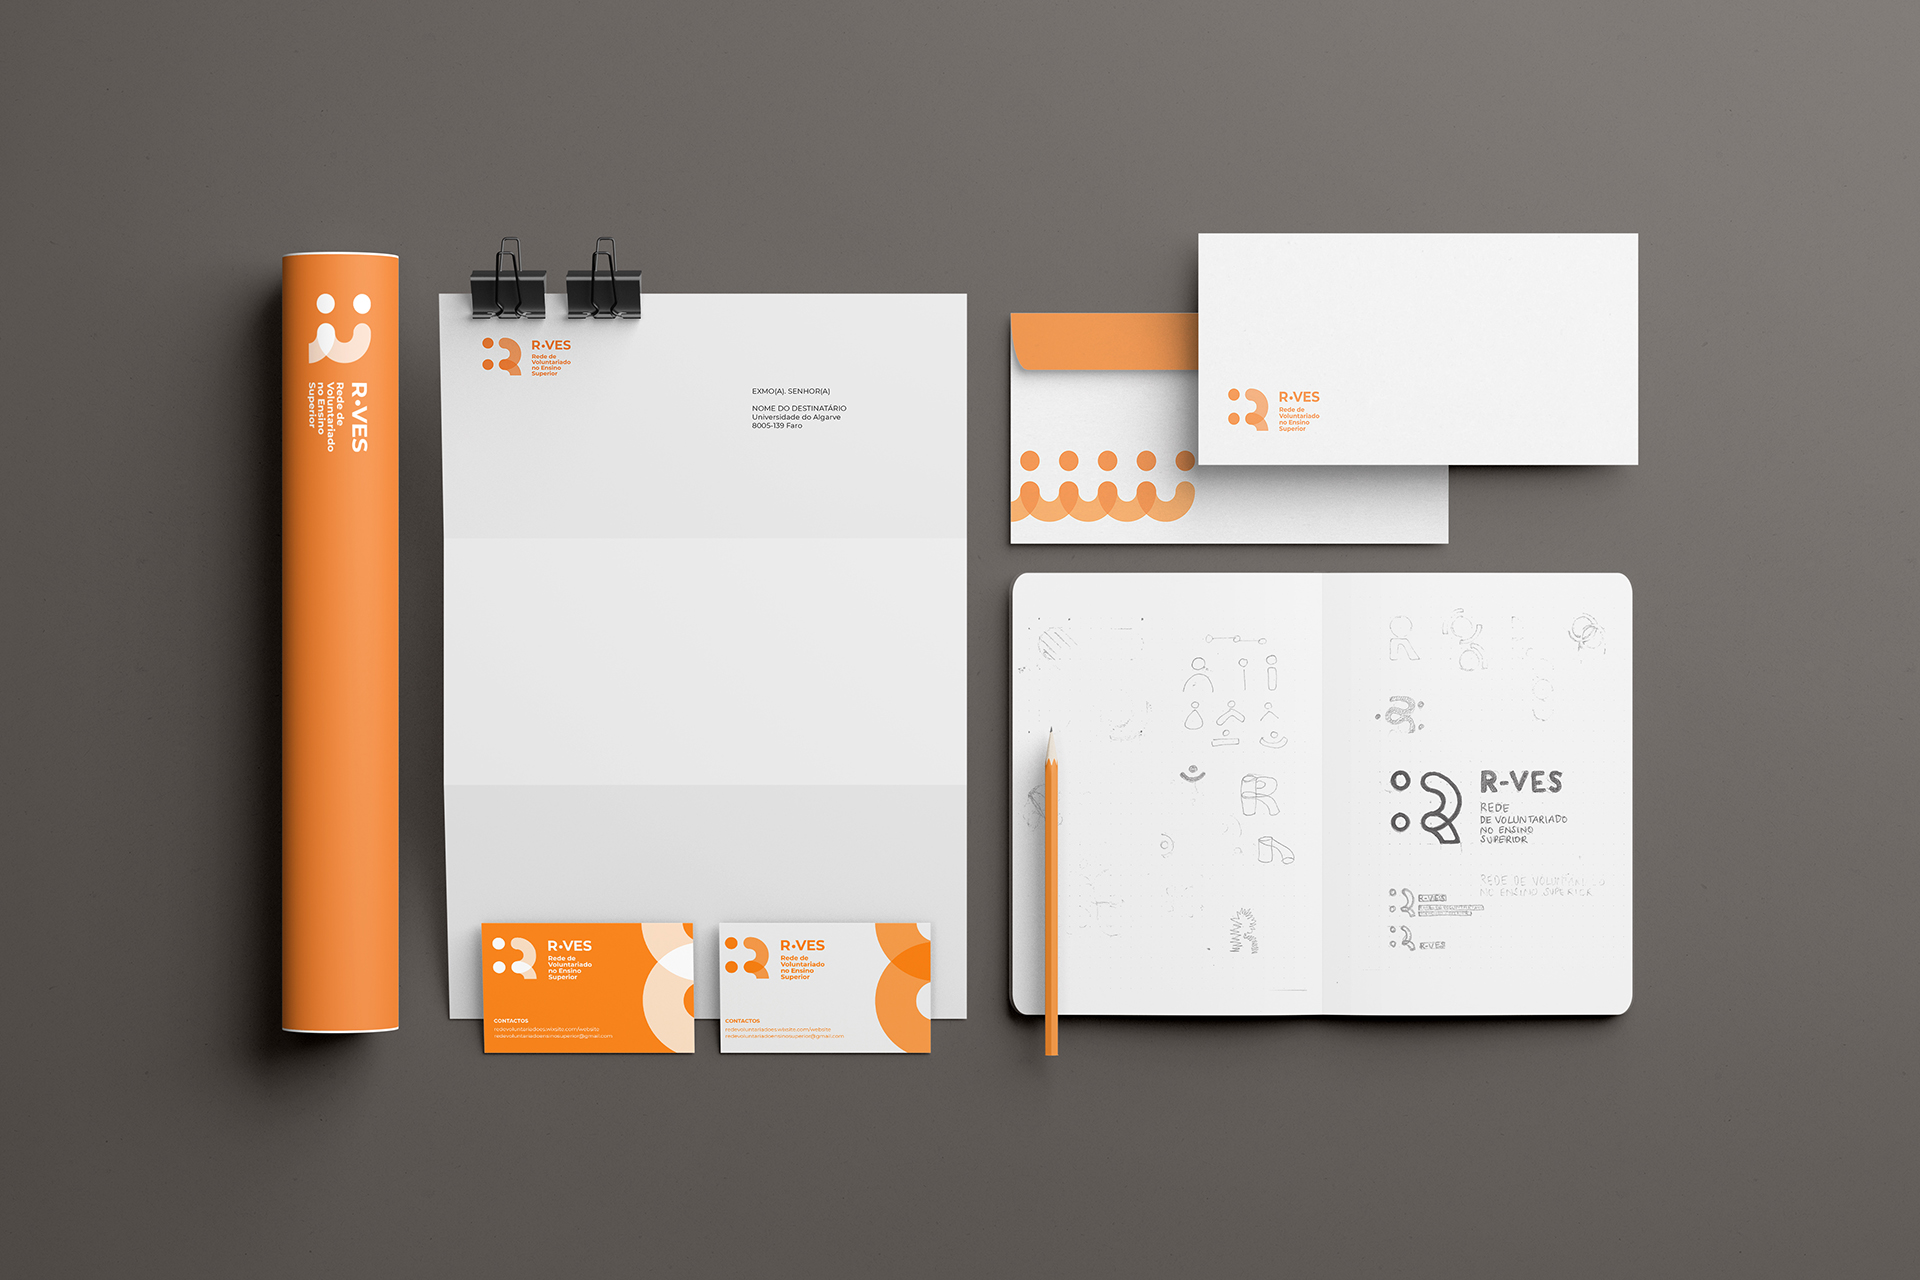 R•VES
Rede de
Voluntariado
no Ensino
Superior
R•VES
Rede de
Voluntariado
no Ensino
Superior
EXMO(A). SENHOR(A)
NOME DO DESTINATÁRIO
Universidade do Algarve
8005-139 Faro
R•VES
Rede de
Voluntariado
no Ensino
Superior
CONTACTOS
redevoluntariadoes.wixsite.com/website
redevoluntariadoensinosuperior@gmail.com
R•VES
Rede de
Voluntariado
no Ensino
Superior
CONTACTOS
redevoluntariadoes.wixsite.com/website
redevoluntariadoensinosuperior@gmail.com
R•VES
Rede de
Voluntariado
no Ensino
Superior
R-VES
REDE
DE VOLUNTARIADO
NO ENSINO
SUPERIOR
REDE DE VOLUNTARIADO
NO ENSINO SUPERIOR
R-VES
R-VES